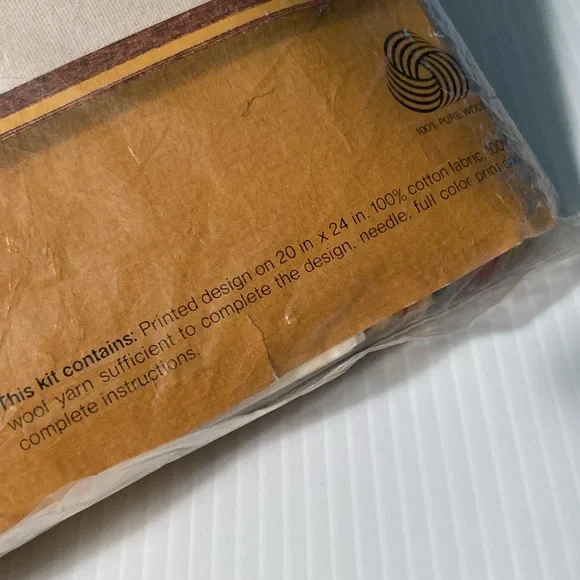 100% PURE WOOL
This kit contains: Printed design on 20 in. x 24 in. 100% cotton fabric 100%
wool yarn sufficient to complete the design, needle, full color print and
complete instructions.